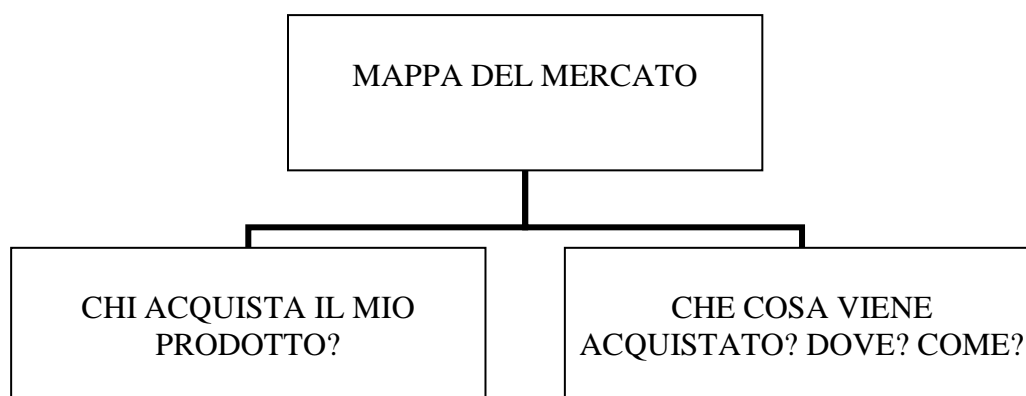 MAPPA DEL MERCATO
CHI ACQUISTA IL MIO
PRODOTTO?
CHE COSA VIENE
ACQUISTATO? DOVE? COME?